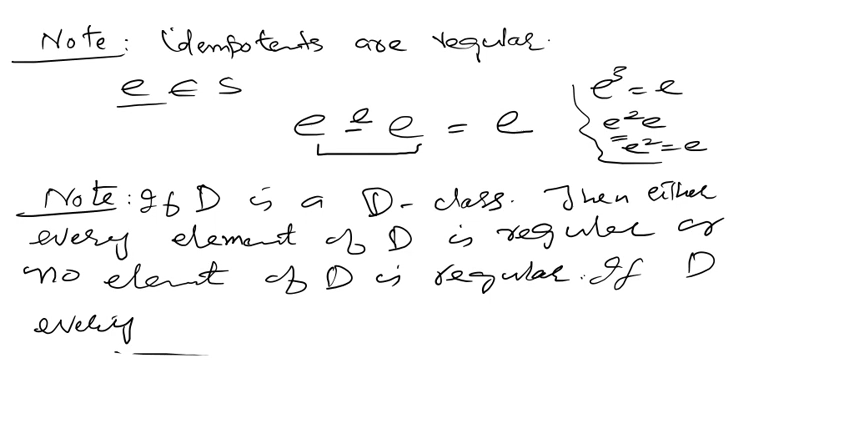 Note: idempotents are regular.
e ∈ S
e e e = e
e³ = e
e²e
= e² = e
Note: If D is a D-class. Then either
every element of D is regular or
no elemt of D is regular. If D
every